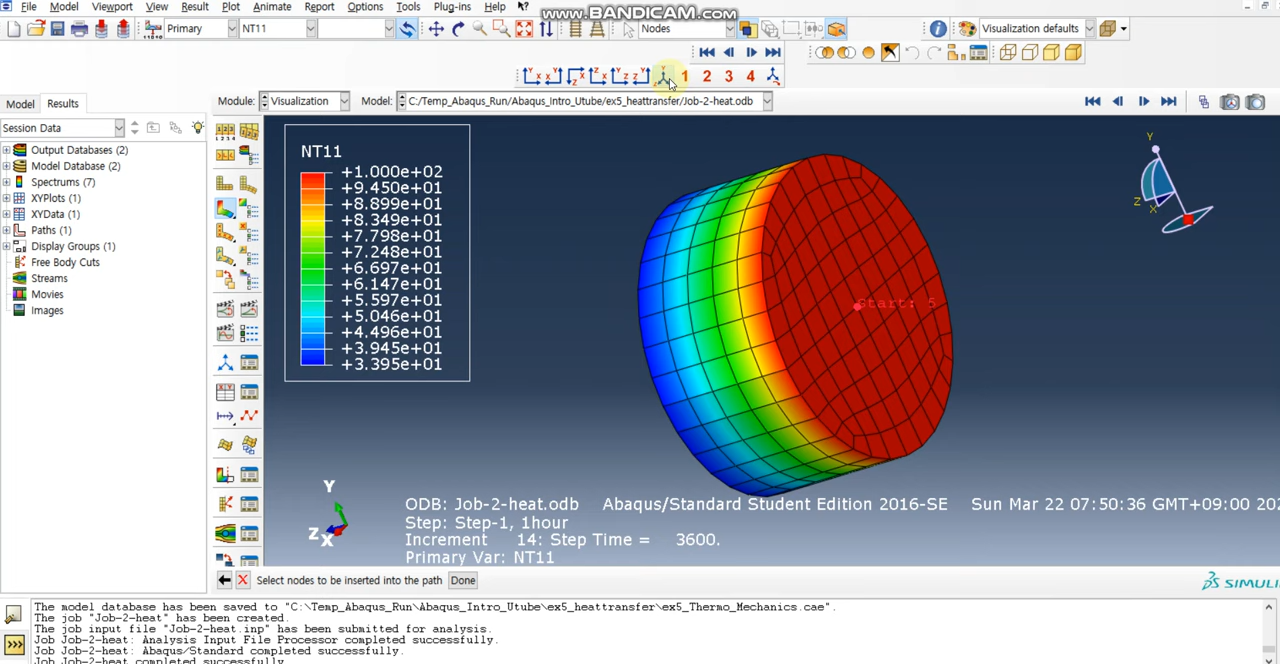 File Model Viewport View Result Plot Animate Report Options Tools Plug-ins Help
www.BANDICAM.com
Primary NT11 Nodes Visualization defaults
1 2 3 4
Model Results Module: Visualization Model: C:/Temp_Abaqus_Run/Abaqus_Intro_Utube/ex5_heattransfer/Job-2-heat.odb
Session Data
Output Databases (2)
Model Database (2)
Spectrums (7)
XYPlots (1)
XYData (1)
Paths (1)
Display Groups (1)
Free Body Cuts
Streams
Movies
Images
NT11
+1.000e+02
+9.450e+01
+8.899e+01
+8.349e+01
+7.798e+01
+7.248e+01
+6.697e+01
+6.147e+01
+5.597e+01
+5.046e+01
+4.496e+01
+3.945e+01
+3.395e+01
Start: 5
Y
Z
X
Y
Z X
ODB: Job-2-heat.odb Abaqus/Standard Student Edition 2016-SE Sun Mar 22 07:50:36 GMT+09:00
Step: Step-1, 1hour
Increment 14: Step Time = 3600.
Primary Var: NT11
Select nodes to be inserted into the path Done
The model database has been saved to "C:\Temp_Abaqus_Run\Abaqus_Intro_Utube\ex5_heattransfer\ex5_Thermo_Mechanics.cae".
The job "Job-2-heat" has been created.
The job input file "Job-2-heat.inp" has been submitted for analysis.
Job Job-2-heat: Analysis Input File Processor completed successfully.
Job Job-2-heat: Abaqus/Standard completed successfully.
Job Job-2-heat completed successfully.